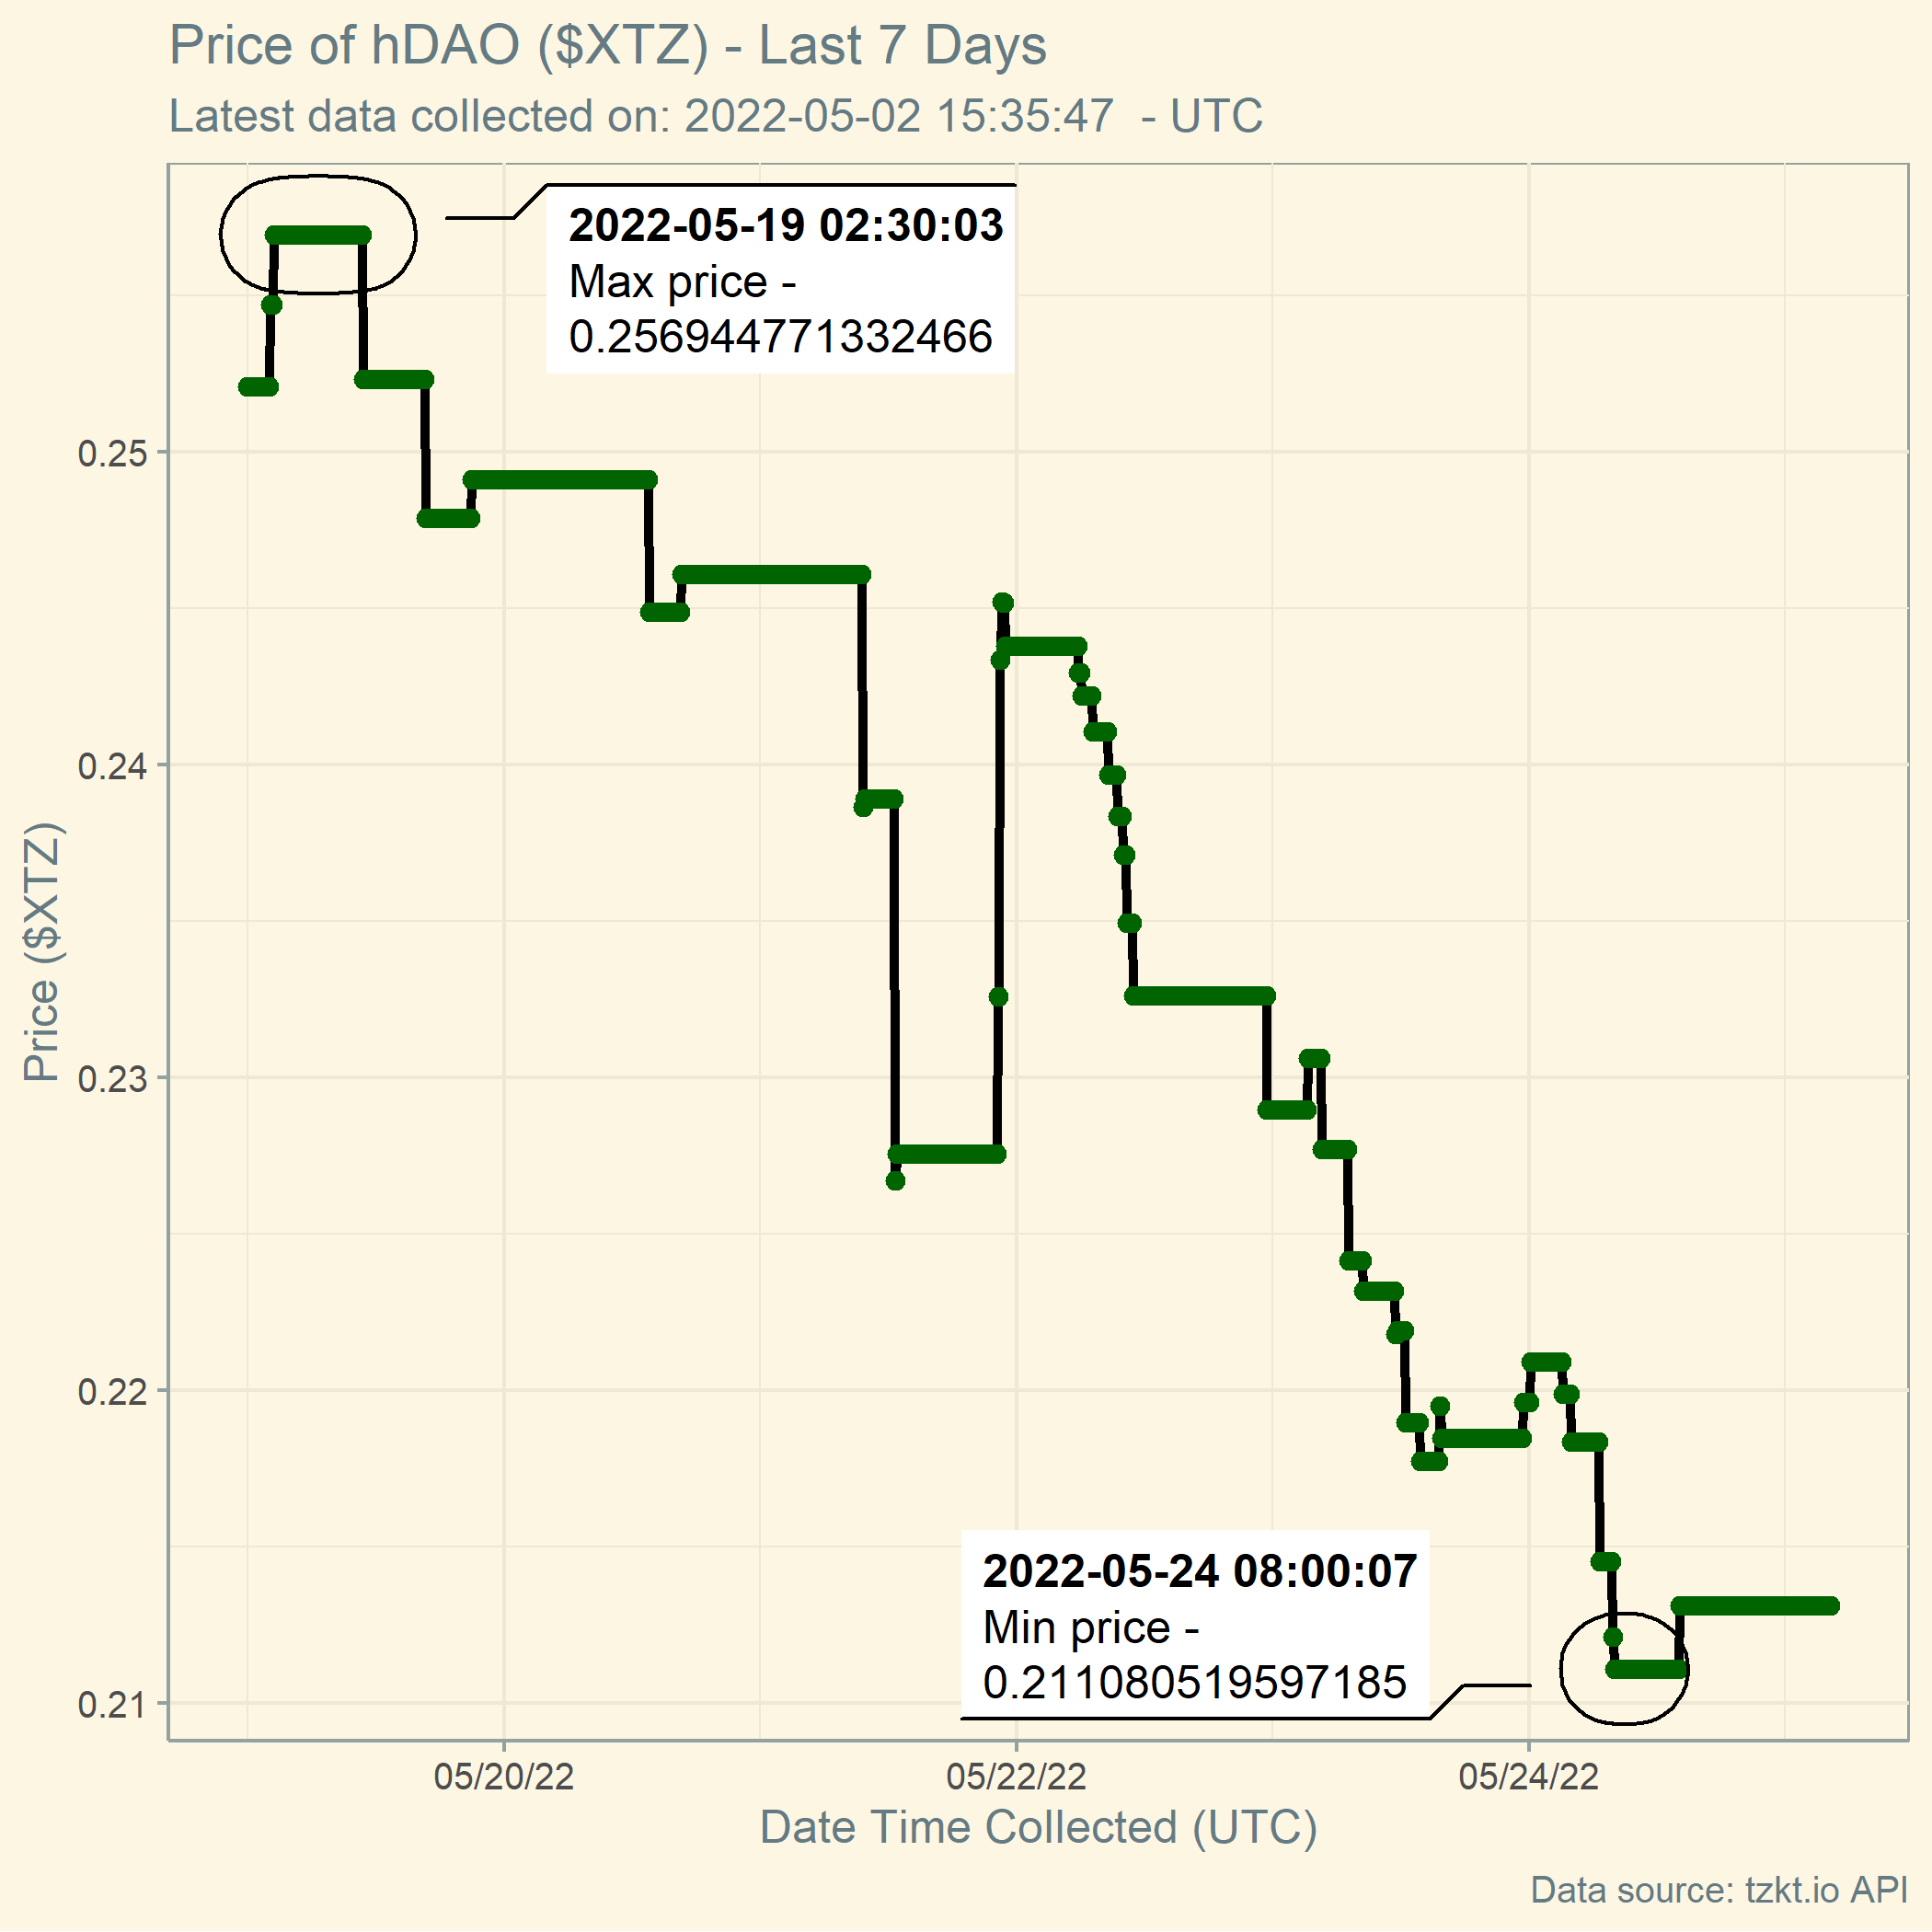 Price of hDAO ($XTZ) - Last 7 Days
Latest data collected on: 2022-05-02 15:35:47  - UTC
2022-05-19 02:30:03
Max price -
0.256944771332466
0.25
0.24
0.23
0.22
0.21
Price ($XTZ)
2022-05-24 08:00:07
Min price -
0.211080519597185
05/20/22
05/22/22
05/24/22
Date Time Collected (UTC)
Data source: tzkt.io API